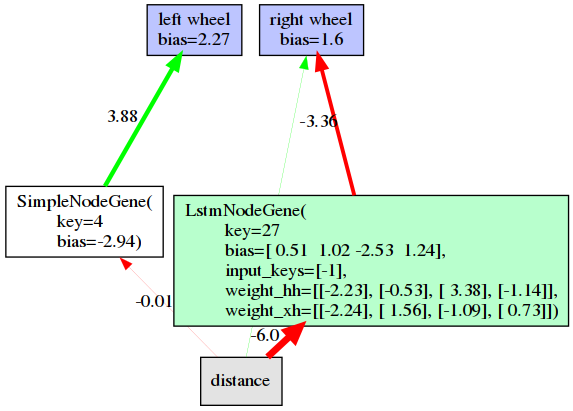 left wheel
bias=2.27
right wheel
bias=1.6
3.88
-3.36
SimpleNodeGene(
key=4
bias=-2.94)
LstmNodeGene(
key=27
bias=[ 0.51  1.02 -2.53  1.24],
input_keys=[-1],
weight_hh=[[-2.23], [-0.53], [ 3.38], [-1.14]],
weight_xh=[[-2.24], [ 1.56], [-1.09], [ 0.73]])
-0.01
-6.0
distance